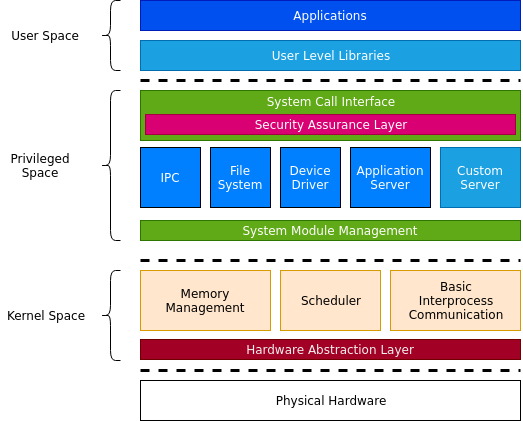 Applications
User Space
User Level Libraries
System Call Interface
Security Assurance Layer
Privileged
Space
IPC
File
System
Device
Driver
Application
Server
Custom
Server
System Module Management
Kernel Space
Memory
Management
Scheduler
Basic
Interprocess
Communication
Hardware Abstraction Layer
Physical Hardware